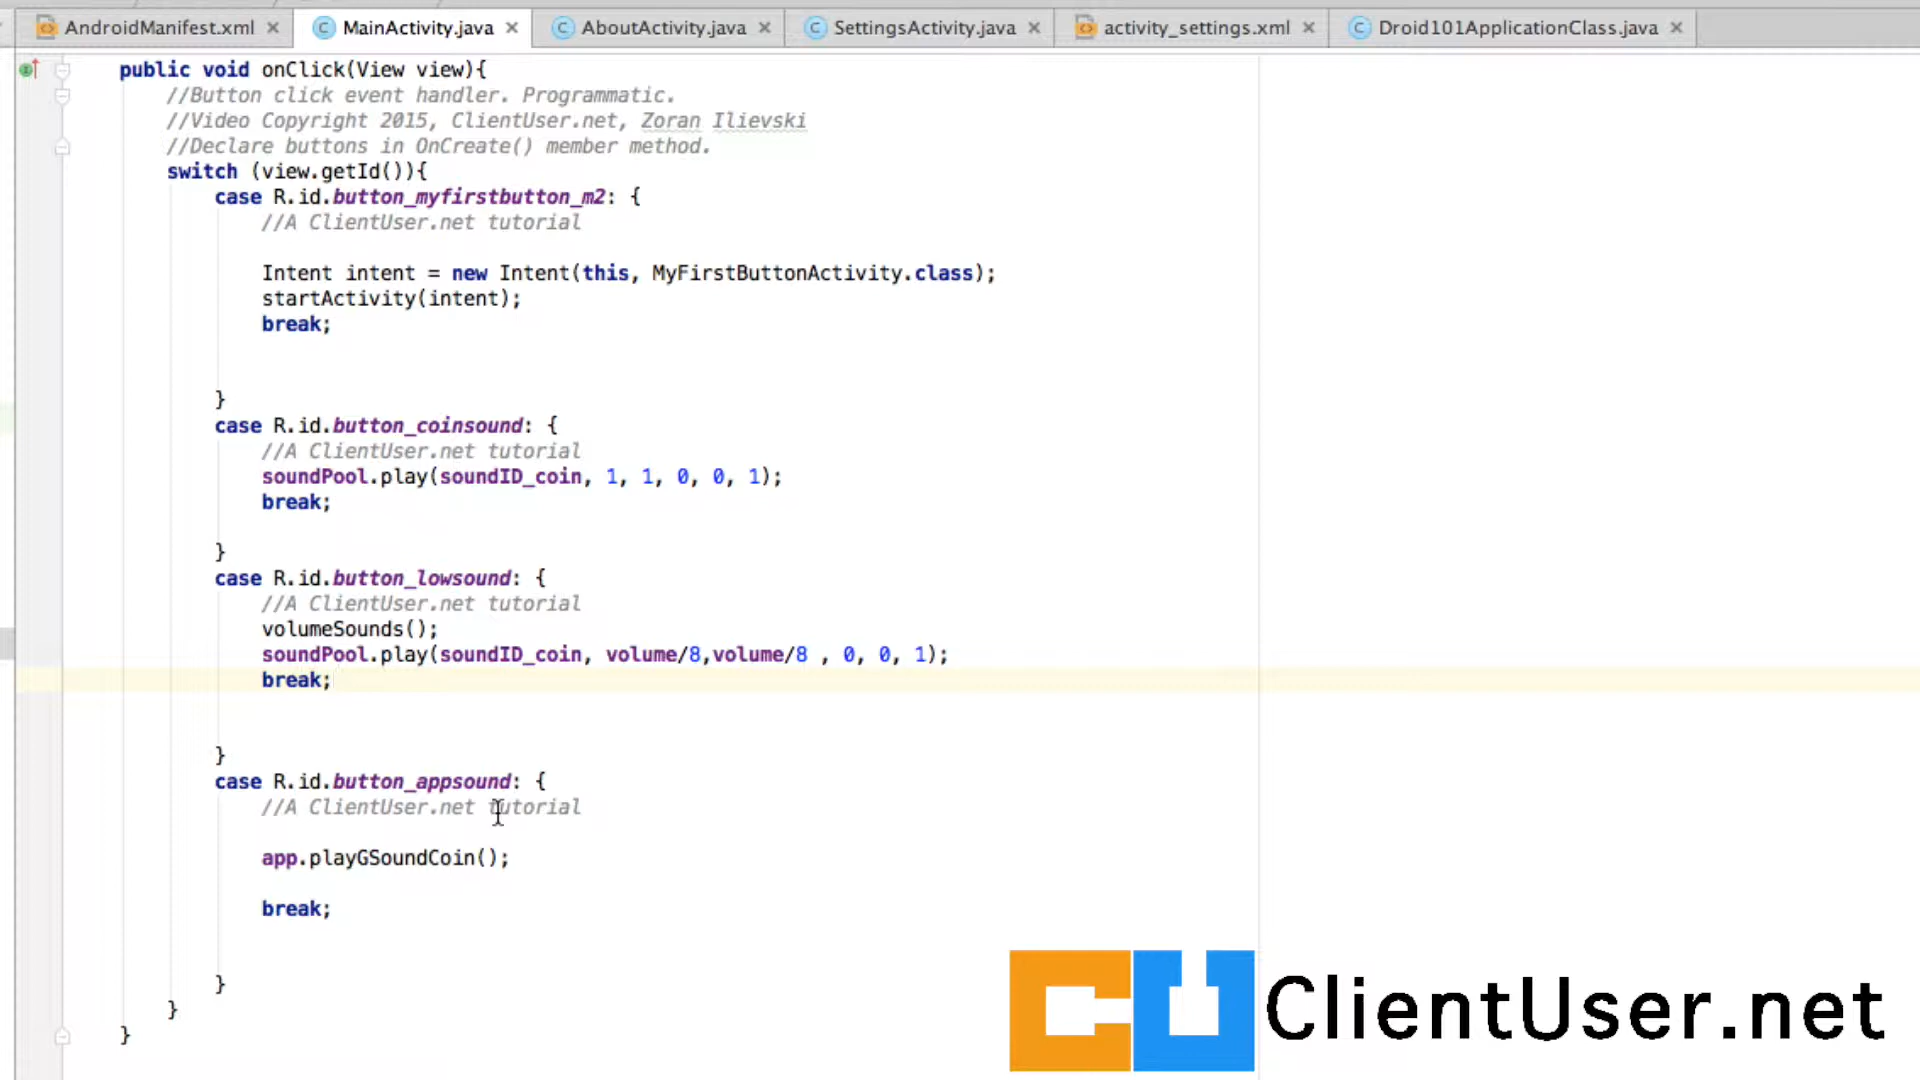 AndroidManifest.xml MainActivity.java AboutActivity.java SettingsActivity.java activity_settings.xml Droid101ApplicationClass.java
public void onClick(View view){
//Button click event handler. Programmatic.
//Video Copyright 2015, ClientUser.net, Zoran Ilievski
//Declare buttons in OnCreate() member method.
switch (view.getId()){
case R.id.button_myfirstbutton_m2: {
//A ClientUser.net tutorial
Intent intent = new Intent(this, MyFirstButtonActivity.class);
startActivity(intent);
break;
}
case R.id.button_coinsound: {
//A ClientUser.net tutorial
soundPool.play(soundID_coin, 1, 1, 0, 0, 1);
break;
}
case R.id.button_lowsound: {
//A ClientUser.net tutorial
volumeSounds();
soundPool.play(soundID_coin, volume/8,volume/8 , 0, 0, 1);
break;
}
case R.id.button_appsound: {
//A ClientUser.net tutorial
app.playGSoundCoin();
break;
}
}
}
CU ClientUser.net